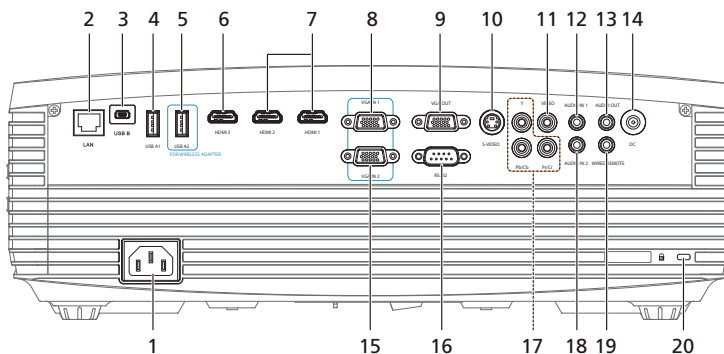 2 3 4 5 6 7 8 9 10 11 12 13 14
VGA IN 1 VGA OUT Y VIDEO AUDIO IN 1 AUDIO OUT
LAN USB B USB A1 USB A2 HDMI 3 HDMI 2 HDMI 1 S-VIDEO DC
FOR WIRELESS ADAPTER
Pb/Cb Pr/Cr AUDIO IN 2 WIRED REMOTE
VGA IN 2 RS232
1 15 16 17 18 19 20